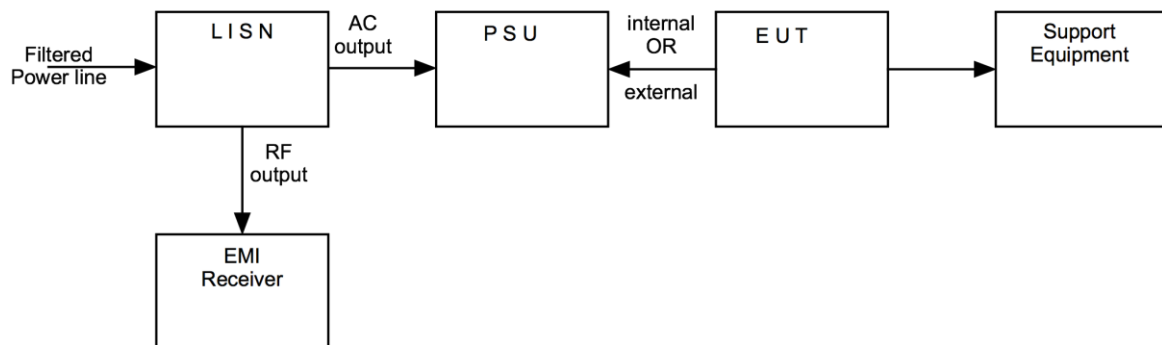 Filtered
Power line
L I S N
AC
output
P S U
internal
OR
external
E U T
Support
Equipment
RF
output
EMI
Receiver